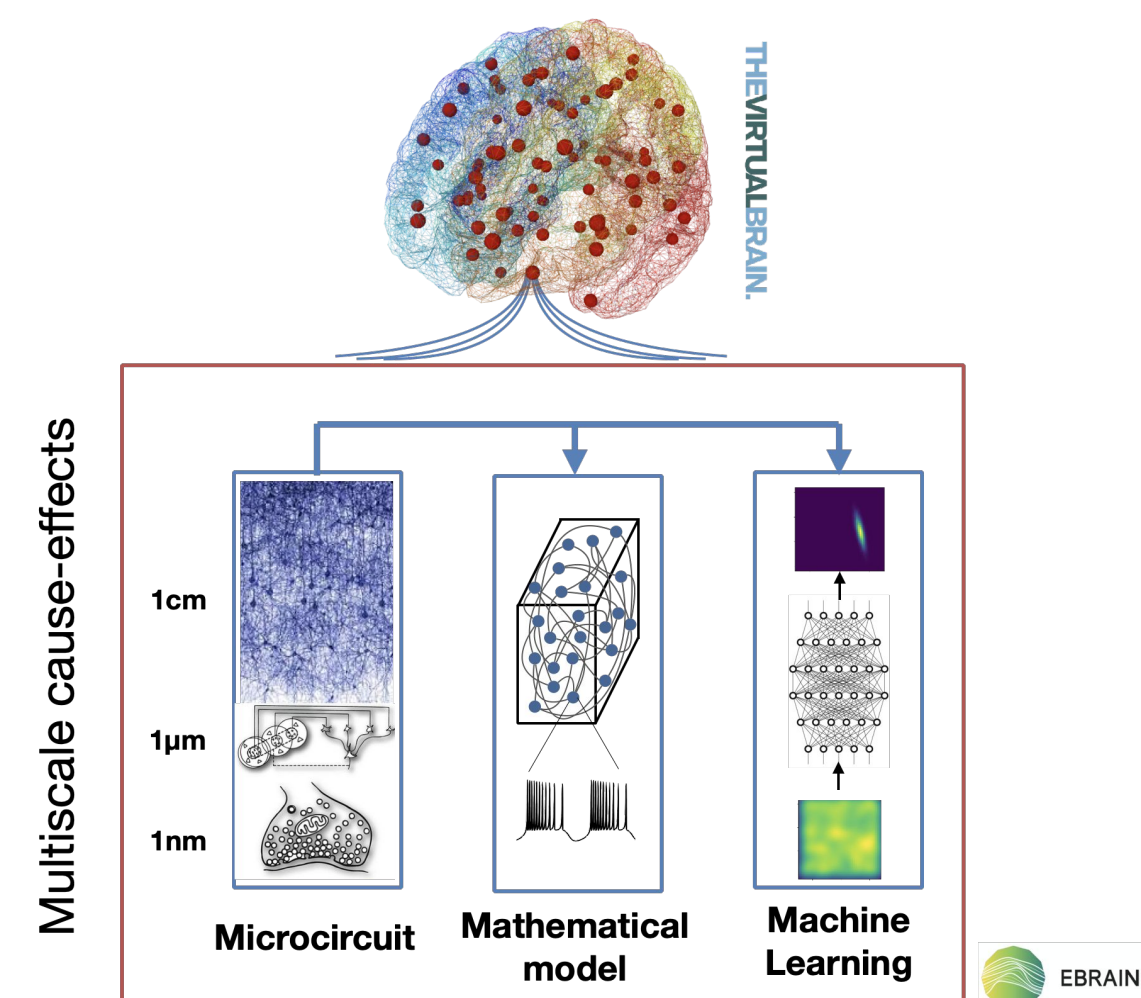 THEVIRTUALBRAIN.
Multiscale cause-effects
1cm
1μm
1nm
Microcircuit
Mathematical
model
Machine
Learning
EBRAIN